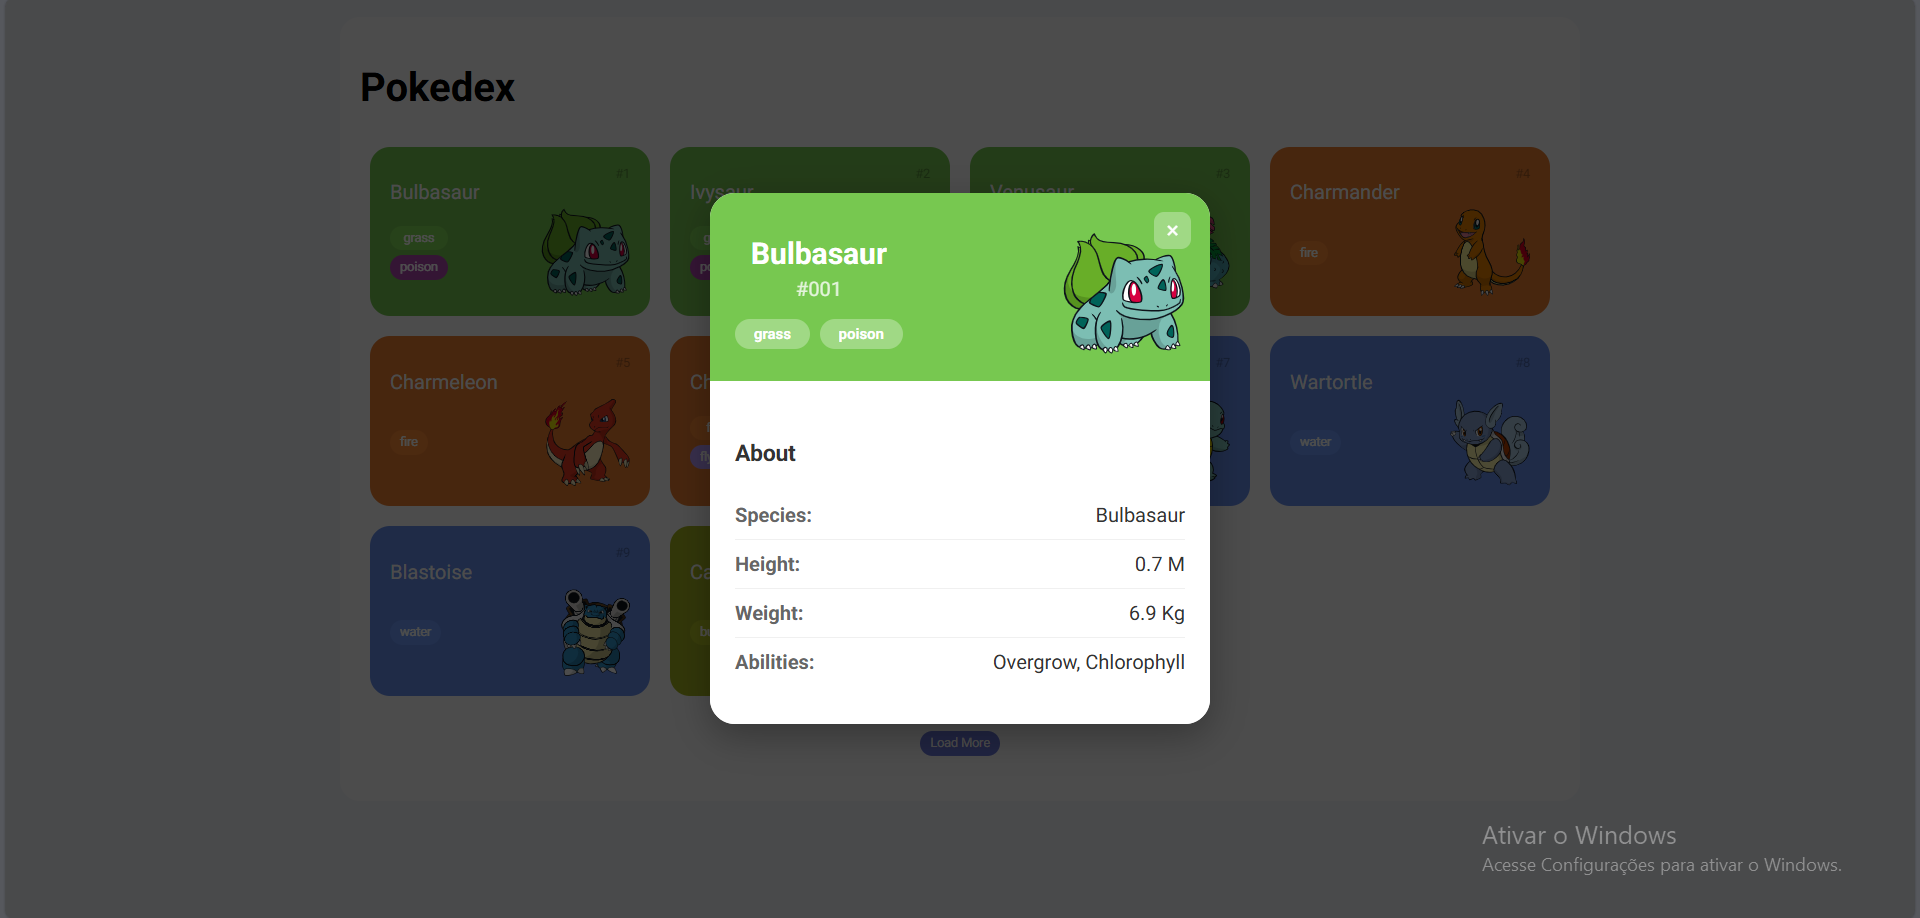 Pokedex
Bulbasaur
#1
grass
poison
Ivysaur
#2
Venusaur
#3
Charmander
#4
fire
Charmeleon
#5
fire
#7
Wartortle
#8
water
Blastoise
#9
water
Load More
Bulbasaur
#001
grass
poison
×
About
Species:
Bulbasaur
Height:
0.7 M
Weight:
6.9 Kg
Abilities:
Overgrow, Chlorophyll
Ativar o Windows
Acesse Configurações para ativar o Windows.